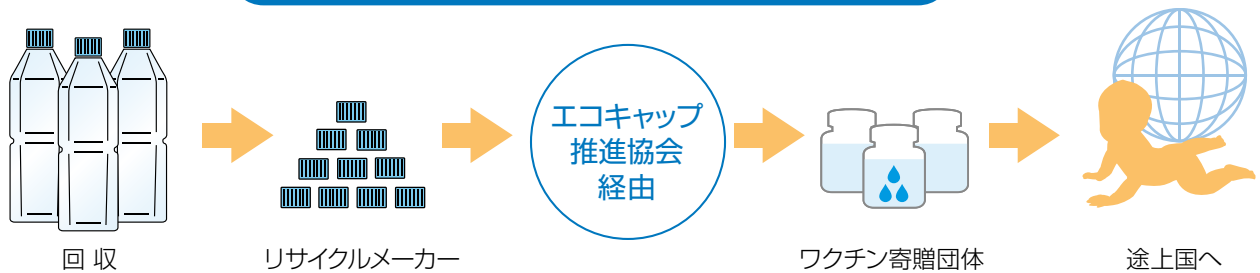 エコキャップ
推進協会
経由
回収
リサイクルメーカー
ワクチン寄贈団体
途上国へ